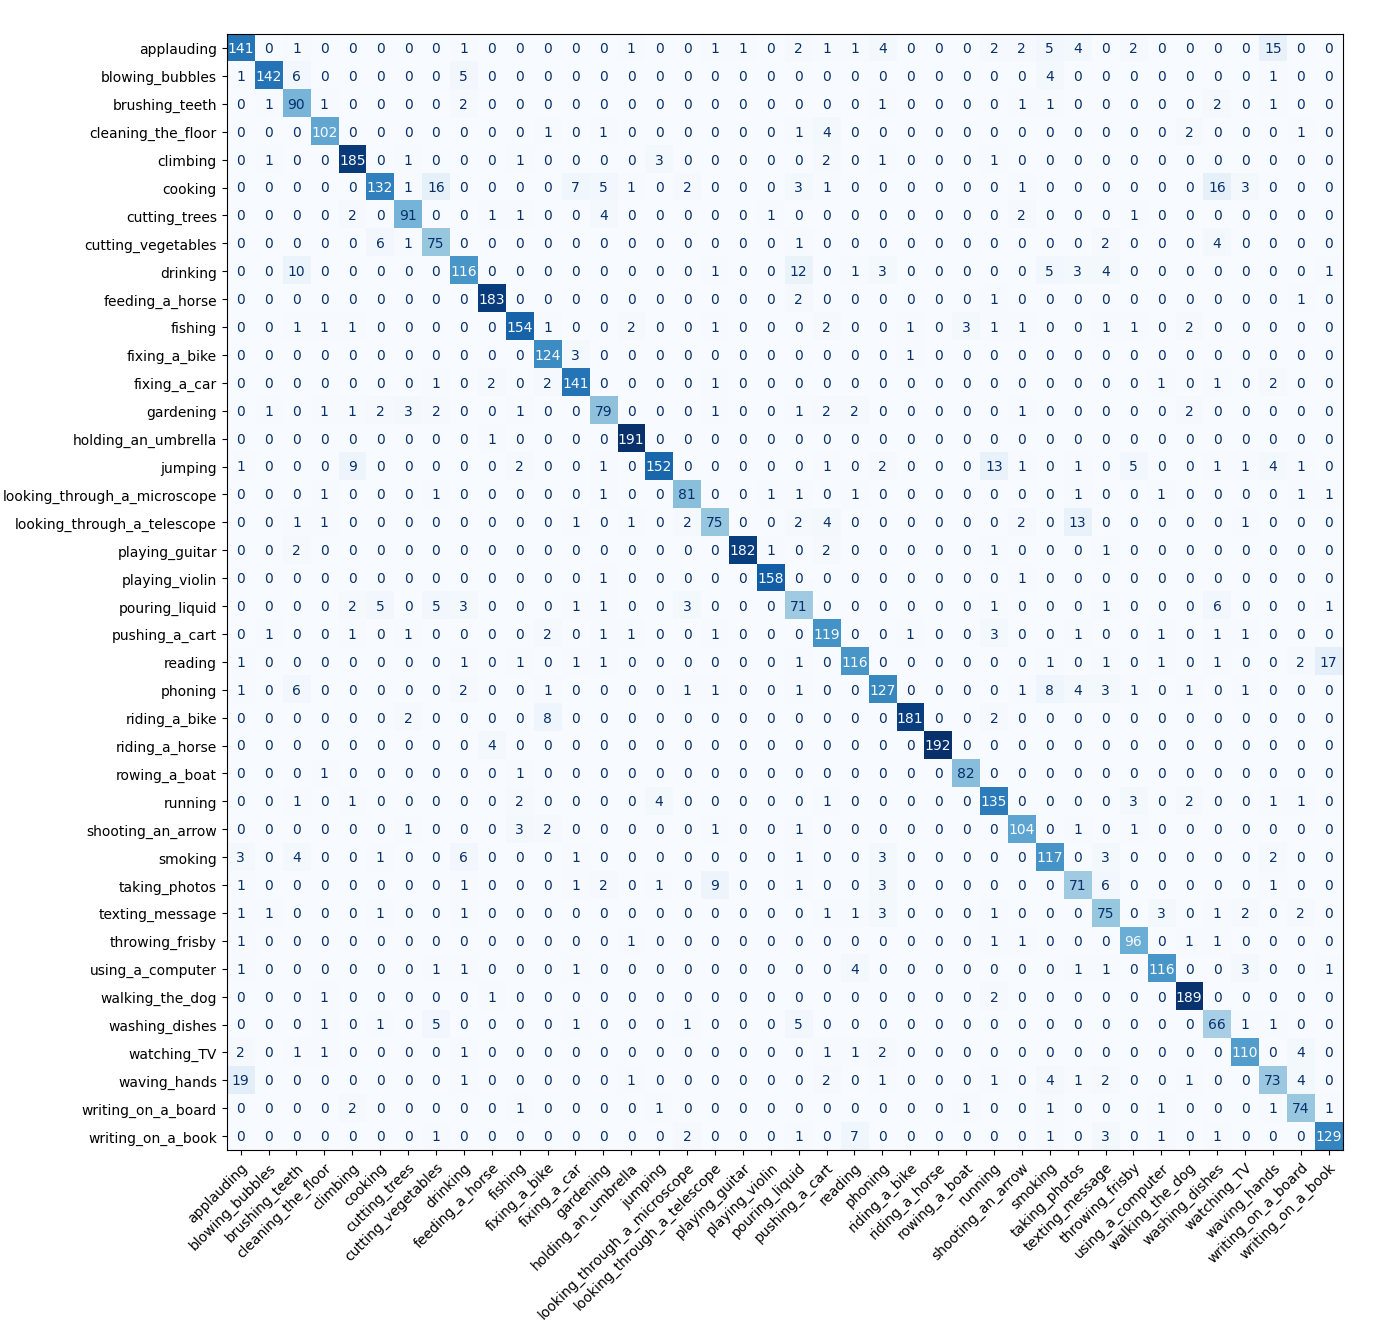 applauding 141 0 1 0 0 0 0 0 1 0 0 0 0 0 1 0 0 1 1 0 2 1 1 4 0 0 0 2 2 5 4 0 2 0 0 0 0 15 0 0
blowing_bubbles 1 142 6 0 0 0 0 0 5 0 0 0 0 0 0 0 0 0 0 0 0 0 0 0 0 0 0 0 0 4 0 0 0 0 0 0 0 1 0 0
brushing_teeth 0 1 90 1 0 0 0 0 2 0 0 0 0 0 0 0 0 0 0 0 0 0 0 1 0 0 0 0 1 1 0 0 0 0 0 2 0 1 0 0
cleaning_the_floor 0 0 0 102 0 0 0 0 0 0 0 1 0 1 0 0 0 0 0 0 1 4 0 0 0 0 0 0 0 0 0 0 0 0 2 0 0 0 1 0
climbing 0 1 0 0 185 0 1 0 0 0 1 0 0 0 0 3 0 0 0 0 0 2 0 1 0 0 0 1 0 0 0 0 0 0 0 0 0 0 0 0
cooking 0 0 0 0 0 132 1 16 0 0 0 0 7 5 1 0 2 0 0 0 3 1 0 0 0 0 0 0 1 0 0 0 0 0 0 16 3 0 0 0
cutting_trees 0 0 0 0 2 0 91 0 0 1 1 0 0 4 0 0 0 0 0 1 0 0 0 0 0 0 0 0 2 0 0 0 1 0 0 0 0 0 0 0
cutting_vegetables 0 0 0 0 0 6 1 75 0 0 0 0 0 0 0 0 0 0 0 0 1 0 0 0 0 0 0 0 0 0 0 2 0 0 0 4 0 0 0 0
drinking 0 0 10 0 0 0 0 0 116 0 0 0 0 0 0 0 0 1 0 0 12 0 1 3 0 0 0 0 0 5 3 4 0 0 0 0 0 0 0 1
feeding_a_horse 0 0 0 0 0 0 0 0 0 183 0 0 0 0 0 0 0 0 0 0 2 0 0 0 0 0 0 1 0 0 0 0 0 0 0 0 0 0 1 0
fishing 0 0 1 1 1 0 0 0 0 0 154 1 0 0 2 0 0 1 0 0 0 2 0 0 1 0 3 1 1 0 0 1 1 0 2 0 0 0 0 0
fixing_a_bike 0 0 0 0 0 0 0 0 0 0 0 124 3 0 0 0 0 0 0 0 0 0 0 0 1 0 0 0 0 0 0 0 0 0 0 0 0 0 0 0
fixing_a_car 0 0 0 0 0 0 0 1 0 2 0 2 141 0 0 0 0 1 0 0 0 0 0 0 0 0 0 0 0 0 0 0 0 1 0 1 0 2 0 0
gardening 0 1 0 1 1 2 3 2 0 0 1 0 0 79 0 0 0 1 0 0 1 2 2 0 0 0 0 0 1 0 0 0 0 0 2 0 0 0 0 0
holding_an_umbrella 0 0 0 0 0 0 0 0 0 1 0 0 0 0 191 0 0 0 0 0 0 0 0 0 0 0 0 0 0 0 0 0 0 0 0 0 0 0 0 0
jumping 1 0 0 0 9 0 0 0 0 0 2 0 0 1 0 152 0 0 0 0 0 1 0 2 0 0 0 13 1 0 1 0 5 0 0 1 1 4 1 0
looking_through_a_microscope 0 0 0 1 0 0 0 1 0 0 0 0 0 1 0 0 81 0 0 1 1 0 1 0 0 0 0 0 0 0 1 0 0 1 0 0 0 0 1 1
looking_through_a_telescope 0 0 1 1 0 0 0 0 0 0 0 0 1 0 1 0 2 75 0 0 2 4 0 0 0 0 0 0 2 0 13 0 0 0 0 0 1 0 0 0
playing_guitar 0 0 2 0 0 0 0 0 0 0 0 0 0 0 0 0 0 0 182 1 0 2 0 0 0 0 0 1 0 0 0 1 0 0 0 0 0 0 0 0
playing_violin 0 0 0 0 0 0 0 0 0 0 0 0 0 1 0 0 0 0 0 158 0 0 0 0 0 0 0 0 1 0 0 0 0 0 0 0 0 0 0 0
pouring_liquid 0 0 0 0 2 5 0 5 3 0 0 0 1 1 0 0 3 0 0 0 71 0 0 0 0 0 0 1 0 0 0 1 0 0 0 6 0 0 0 1
pushing_a_cart 0 1 0 0 1 0 1 0 0 0 0 2 0 1 1 0 0 1 0 0 0 119 0 0 1 0 0 3 0 0 1 0 0 1 0 1 1 0 0 0
reading 1 0 0 0 0 0 0 0 1 0 1 0 1 1 0 0 0 0 0 0 1 0 116 0 0 0 0 0 0 1 0 1 0 1 0 1 0 0 2 17
phoning 1 0 6 0 0 0 0 0 2 0 0 1 0 0 0 0 1 1 0 0 1 0 0 127 0 0 0 0 1 8 4 3 1 0 1 0 1 0 0 0
riding_a_bike 0 0 0 0 0 0 2 0 0 0 0 8 0 0 0 0 0 0 0 0 0 0 0 0 181 0 0 2 0 0 0 0 0 0 0 0 0 0 0 0
riding_a_horse 0 0 0 0 0 0 0 0 0 4 0 0 0 0 0 0 0 0 0 0 0 0 0 0 0 192 0 0 0 0 0 0 0 0 0 0 0 0 0 0
rowing_a_boat 0 0 0 1 0 0 0 0 0 0 1 0 0 0 0 0 0 0 0 0 0 0 0 0 0 0 82 0 0 0 0 0 0 0 0 0 0 0 0 0
running 0 0 1 0 1 0 0 0 0 0 2 0 0 0 0 4 0 0 0 0 0 1 0 0 0 0 0 135 0 0 0 0 3 0 2 0 0 1 1 0
shooting_an_arrow 0 0 0 0 0 0 1 0 0 0 3 2 0 0 0 0 0 1 0 0 1 0 0 0 0 0 0 0 104 0 1 0 1 0 0 0 0 0 0 0
smoking 3 0 4 0 0 1 0 0 6 0 0 0 1 0 0 0 0 0 0 0 1 0 0 3 0 0 0 0 0 117 0 3 0 0 0 0 0 2 0 0
taking_photos 1 0 0 0 0 0 0 0 1 0 0 0 1 2 0 1 0 9 0 0 1 0 0 3 0 0 0 0 0 0 71 6 0 0 0 0 0 1 0 0
texting_message 1 1 0 0 0 1 0 0 1 0 0 0 0 0 0 0 0 0 0 0 0 1 1 3 0 0 0 1 0 0 0 75 0 3 0 1 2 0 2 0
throwing_frisby 1 0 0 0 0 0 0 0 0 0 0 0 0 0 1 0 0 0 0 0 0 0 0 0 0 0 0 1 1 0 0 0 96 0 1 1 0 0 0 0
using_a_computer 1 0 0 0 0 0 0 1 1 0 0 0 1 0 0 0 0 0 0 0 0 0 4 0 0 0 0 0 0 0 1 1 0 116 0 0 3 0 0 1
walking_the_dog 0 0 0 1 0 0 0 0 0 1 0 0 0 0 0 0 0 0 0 0 0 0 0 0 0 0 0 2 0 0 0 0 0 0 189 0 0 0 0 0
washing_dishes 0 0 0 1 0 1 0 5 0 0 0 0 1 0 0 0 1 0 0 0 5 0 0 0 0 0 0 0 0 0 0 0 0 0 0 66 1 1 0 0
watching_TV 2 0 1 1 0 0 0 0 1 0 0 0 0 0 0 0 0 0 0 0 0 1 1 2 0 0 0 0 0 0 0 0 0 0 0 0 110 0 4 0
waving_hands 19 0 0 0 0 0 0 0 1 0 0 0 0 0 1 0 0 0 0 0 0 2 0 1 0 0 0 1 0 4 1 2 0 0 1 0 0 73 4 0
writing_on_a_board 0 0 0 0 2 0 0 0 0 0 1 0 0 0 0 1 0 0 0 0 0 0 0 0 0 0 1 0 0 1 0 0 0 1 0 0 0 1 74 1
writing_on_a_book 0 0 0 0 0 0 0 1 0 0 0 0 0 0 0 0 2 0 0 0 1 0 7 0 0 0 0 0 0 1 0 3 0 1 0 1 0 0 0 129
applauding
blowing_bubbles
brushing_teeth
cleaning_the_floor
climbing
cooking
cutting_trees
cutting_vegetables
drinking
feeding_a_horse
fishing
fixing_a_bike
fixing_a_car
gardening
holding_an_umbrella
jumping
looking_through_a_microscope
looking_through_a_telescope
playing_guitar
playing_violin
pouring_liquid
pushing_a_cart
reading
phoning
riding_a_bike
riding_a_horse
rowing_a_boat
running
shooting_an_arrow
smoking
taking_photos
texting_message
throwing_frisby
using_a_computer
walking_the_dog
washing_dishes
watching_TV
waving_hands
writing_on_a_board
writing_on_a_book